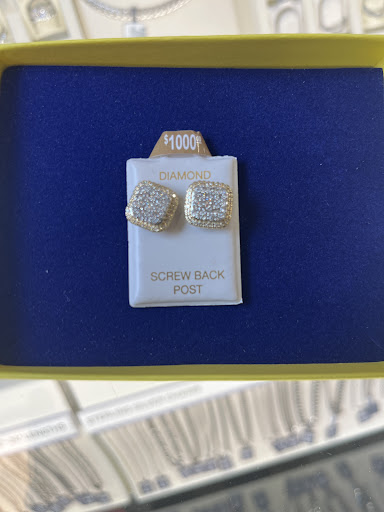 $1000
DIAMOND
SCREW BACK
POST